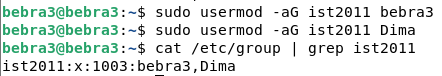 bebra3@bebra3:~$ sudo usermod -aG ist2011 bebra3
bebra3@bebra3:~$ sudo usermod -aG ist2011 Dima
bebra3@bebra3:~$ cat /etc/group | grep ist2011
ist2011:x:1003:bebra3,Dima